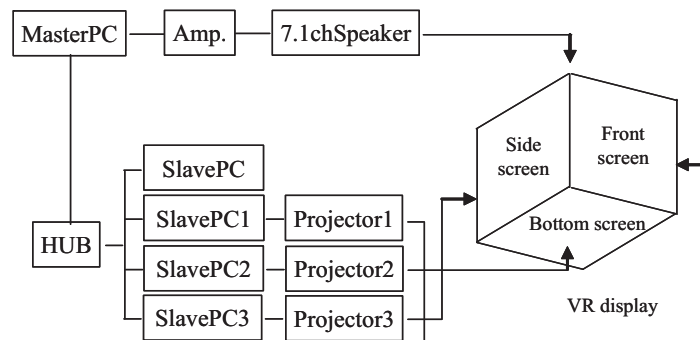 MasterPC
Amp.
7.1chSpeaker
Side
screen
Front
screen
SlavePC
SlavePC1
Projector1
Bottom screen
HUB
SlavePC2
Projector2
VR display
SlavePC3
Projector3